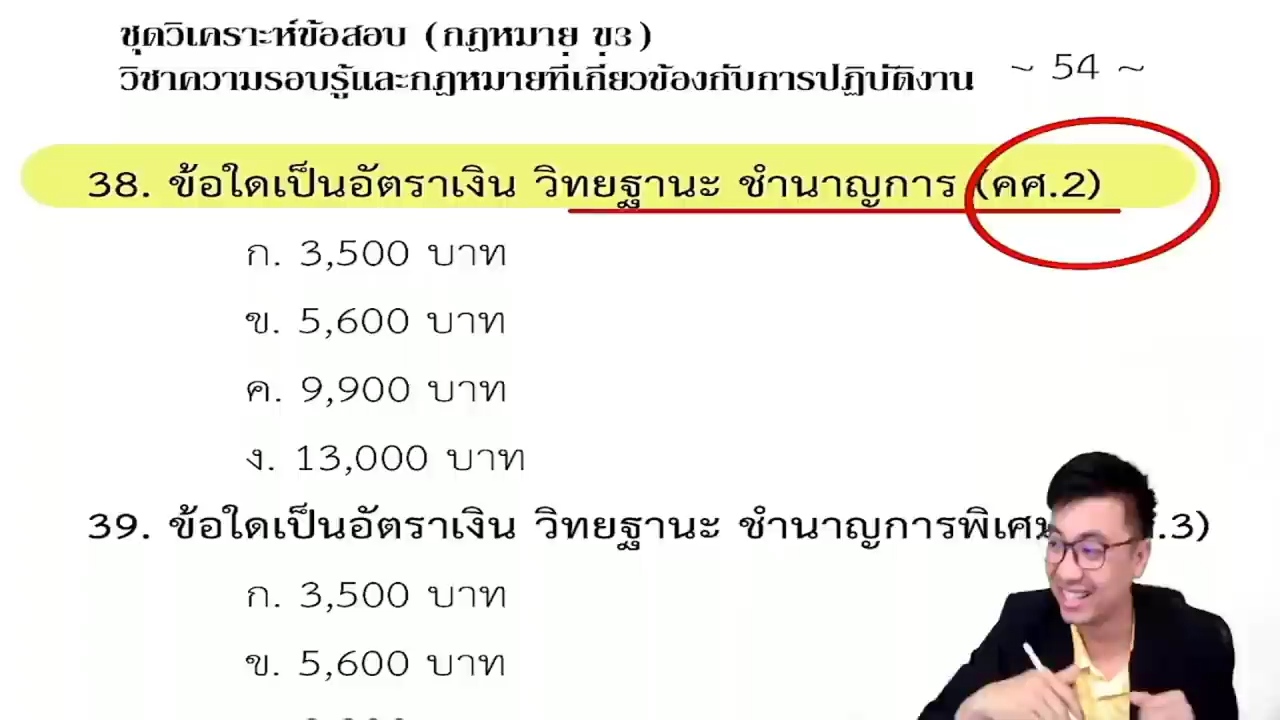 ชุดวิเคราะห์ข้อสอบ (กฎหมาย ข3)
วิชาความรอบรู้และกฎหมายที่เกี่ยวข้องกับการปฏิบัติงาน ~ 54 ~
38. ข้อใดเป็นอัตราเงิน วิทยฐานะ ชำนาญการ (คศ.2)
ก. 3,500 บาท
ข. 5,600 บาท
ค. 9,900 บาท
ง. 13,000 บาท
39. ข้อใดเป็นอัตราเงิน วิทยฐานะ ชำนาญการพิเศ .3)
ก. 3,500 บาท
ข. 5,600 บาท